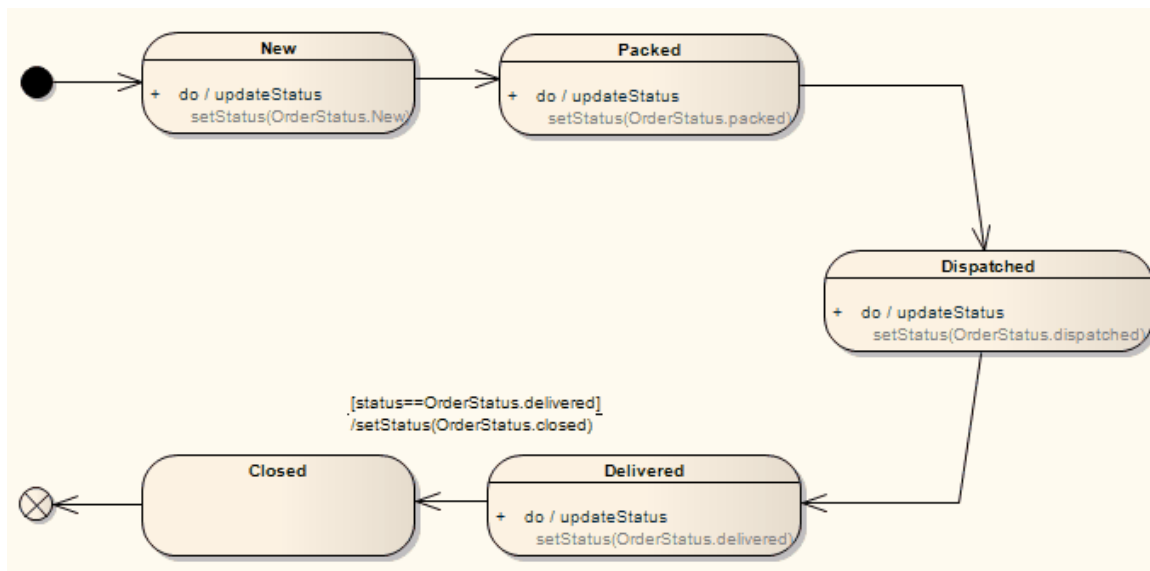 New
+ do / updateStatus
setStatus(OrderStatus.New)
Packed
+ do / updateStatus
setStatus(OrderStatus.packed)
Dispatched
+ do / updateStatus
setStatus(OrderStatus.dispatched)
[status==OrderStatus.delivered]
/setStatus(OrderStatus.closed)
Closed
Delivered
+ do / updateStatus
setStatus(OrderStatus.delivered)